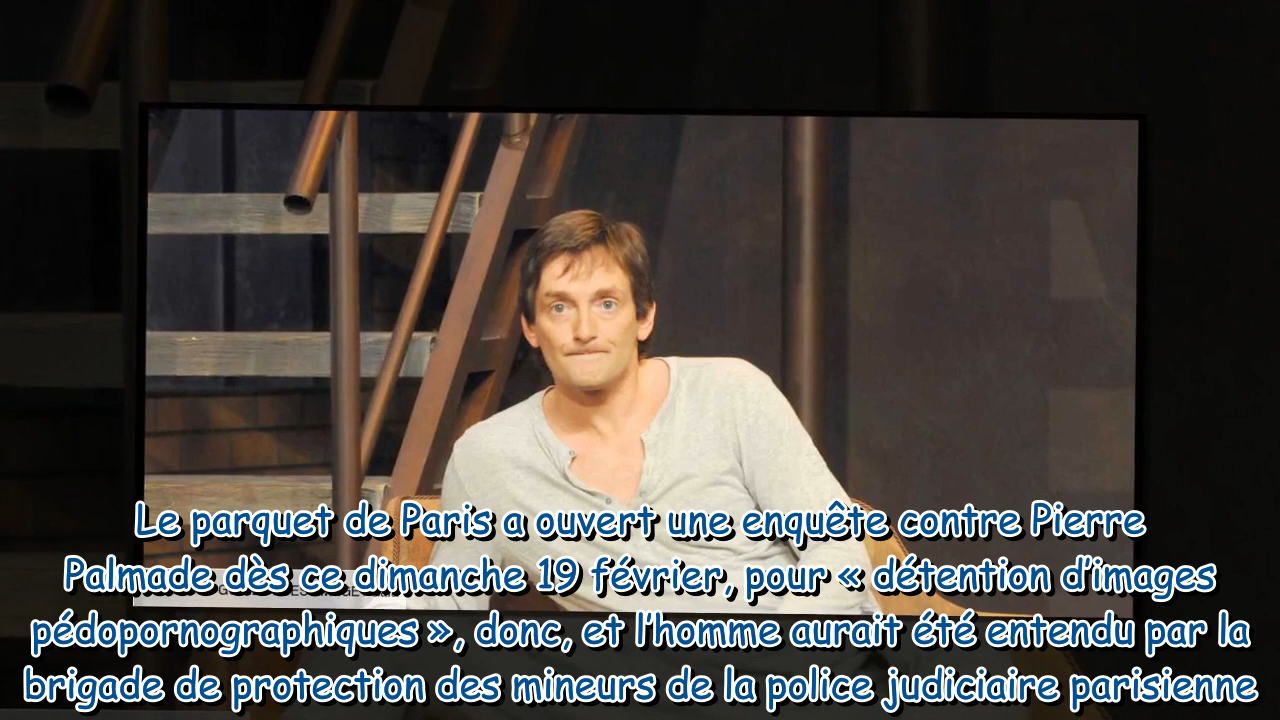 Le parquet de Paris a ouvert une enquête contre Pierre
Palmade dès ce dimanche 19 février, pour « détention d'images
pédopornographiques », donc, et l'homme aurait été entendu par la
brigade de protection des mineurs de la police judiciaire parisienne